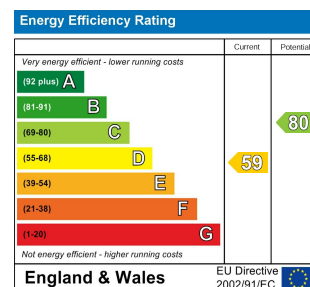 Energy Efficiency Rating
Current Potential
Very energy efficient - lower running costs
(92 plus) A
(81-91) B
(69-80) C
80
(55-68) D
59
(39-54) E
(21-38) F
(1-20) G
Not energy efficient - higher running costs
England & Wales
EU Directive
2002/91/EC